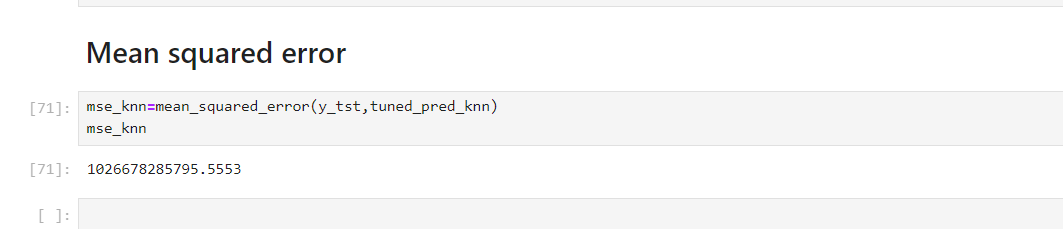 Mean squared error
[71]: mse_knn=mean_squared_error(y_tst,tuned_pred_knn)
mse_knn
[71]: 1026678285795.5553
[ ]: